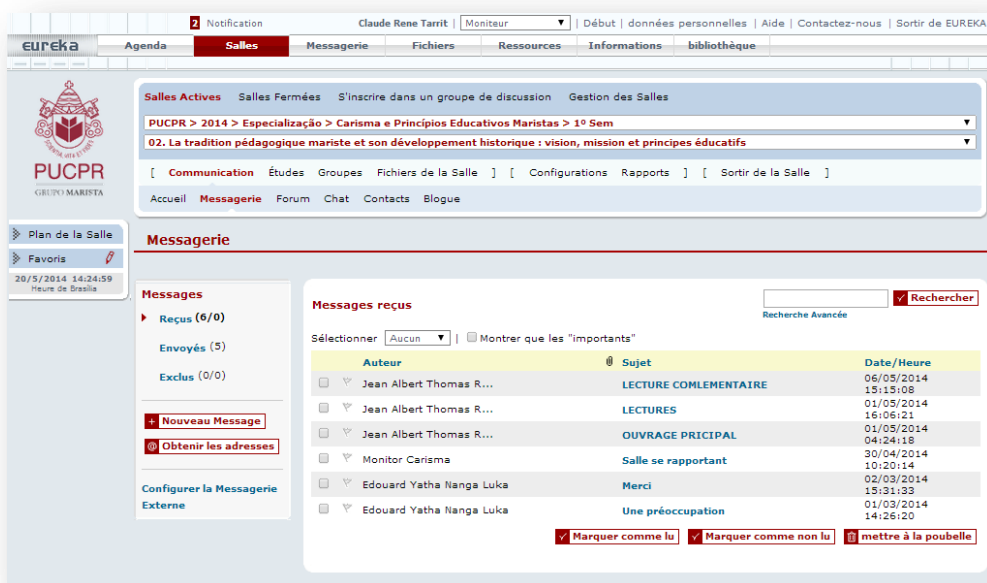 2 Notification Claude Rene Tarrit | Moniteur | Début | données personnelles | Aide | Contactez-nous | Sortir de EUREKA
eureka Agenda Salles Messagerie Fichiers Ressources Informations bibliothèque
PUCPR
GRUPO MARISTA
Salles Actives Salles Fermées S'inscrire dans un groupe de discussion Gestion des Salles
PUCPR > 2014 > Especialização > Carisma e Princípios Educativos Maristas > 1º Sem
02. La tradition pédagogique mariste et son développement historique : vision, mission et principes éducatifs
[ Communication Études Groupes Fichiers de la Salle ] [ Configurations Rapports ] [ Sortir de la Salle ]
Accueil Messagerie Forum Chat Contacts Blogue
Plan de la Salle
Favoris
20/5/2014 14:24:59
Heure de Brasília
Messagerie
Messages
Reçus (6/0)
Envoyés (5)
Exclus (0/0)
+ Nouveau Message
@ Obtenir les adresses
Configurer la Messagerie
Externe
Messages reçus
Rechercher
Recherche Avancée
Sélectionner Aucun | Montrer que les "importants"
Auteur Sujet Date/Heure
Jean Albert Thomas R... LECTURE COMLEMENTAIRE 06/05/2014 15:15:08
Jean Albert Thomas R... LECTURES 01/05/2014 16:06:21
Jean Albert Thomas R... OUVRAGE PRICIPAL 01/05/2014 04:24:18
Monitor Carisma Salle se rapportant 30/04/2014 10:20:14
Edouard Yatha Nanga Luka Merci 02/03/2014 15:31:33
Edouard Yatha Nanga Luka Une préoccupation 01/03/2014 14:26:20
Marquer comme lu Marquer comme non lu mettre à la poubelle